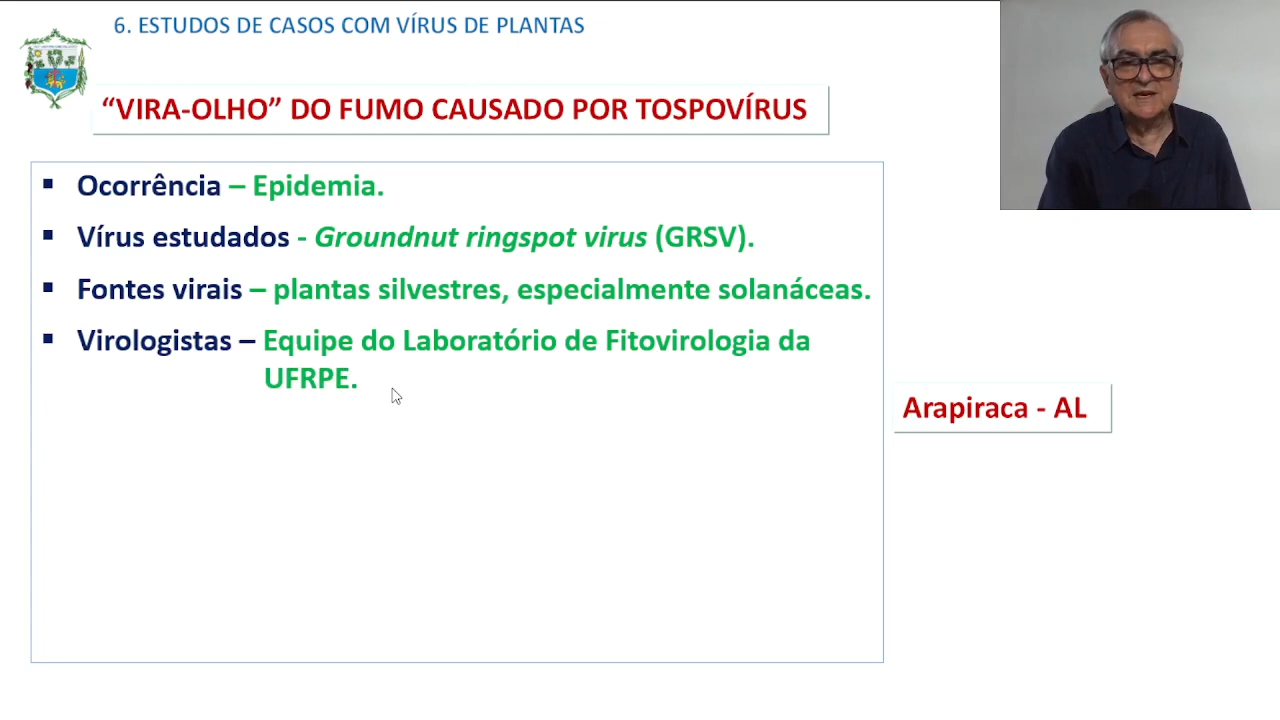 6. ESTUDOS DE CASOS COM VÍRUS DE PLANTAS
“VIRA-OLHO” DO FUMO CAUSADO POR TOSPOVÍRUS
▪ Ocorrência – Epidemia.
▪ Vírus estudados - Groundnut ringspot virus (GRSV).
▪ Fontes virais – plantas silvestres, especialmente solanáceas.
▪ Virologistas – Equipe do Laboratório de Fitovirologia da
UFRPE.
Arapiraca - AL